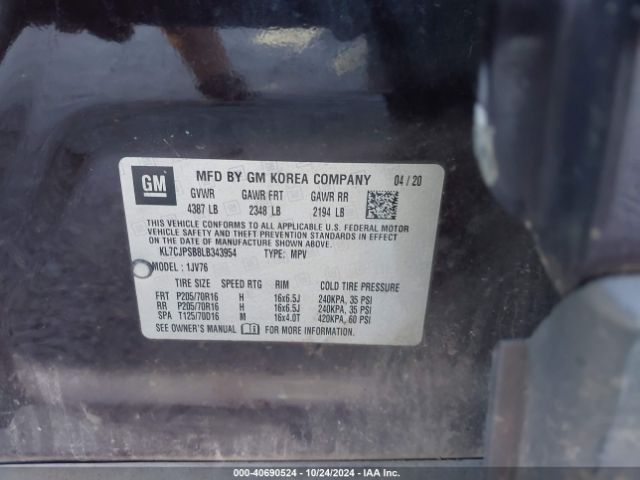 GM
MFD BY GM KOREA COMPANY 04/20
GVWR GAWR FRT GAWR RR
4387 LB 2348 LB 2194 LB
THIS VEHICLE CONFORMS TO ALL APPLICABLE U.S. FEDERAL MOTOR
VEHICLE SAFETY, BUMPER, AND THEFT PREVENTION STANDARDS IN EFFECT
ON THE DATE OF MANUFACTURE SHOWN ABOVE.
KL7CJPSB8LB343954 TYPE: MPV
MODEL: 1JV76
TIRE SIZE SPEED RTG RIM COLD TIRE PRESSURE
FRT P205/70R16 H 16x6.5J 240KPA, 35 PSI
RR P205/70R16 H 16x6.5J 240KPA, 35 PSI
SPA T125/70D16 M 16x4.0T 420KPA, 60 PSI
SEE OWNER'S MANUAL FOR MORE INFORMATION.
000-40690524 - 10/24/2024 - IAA Inc.